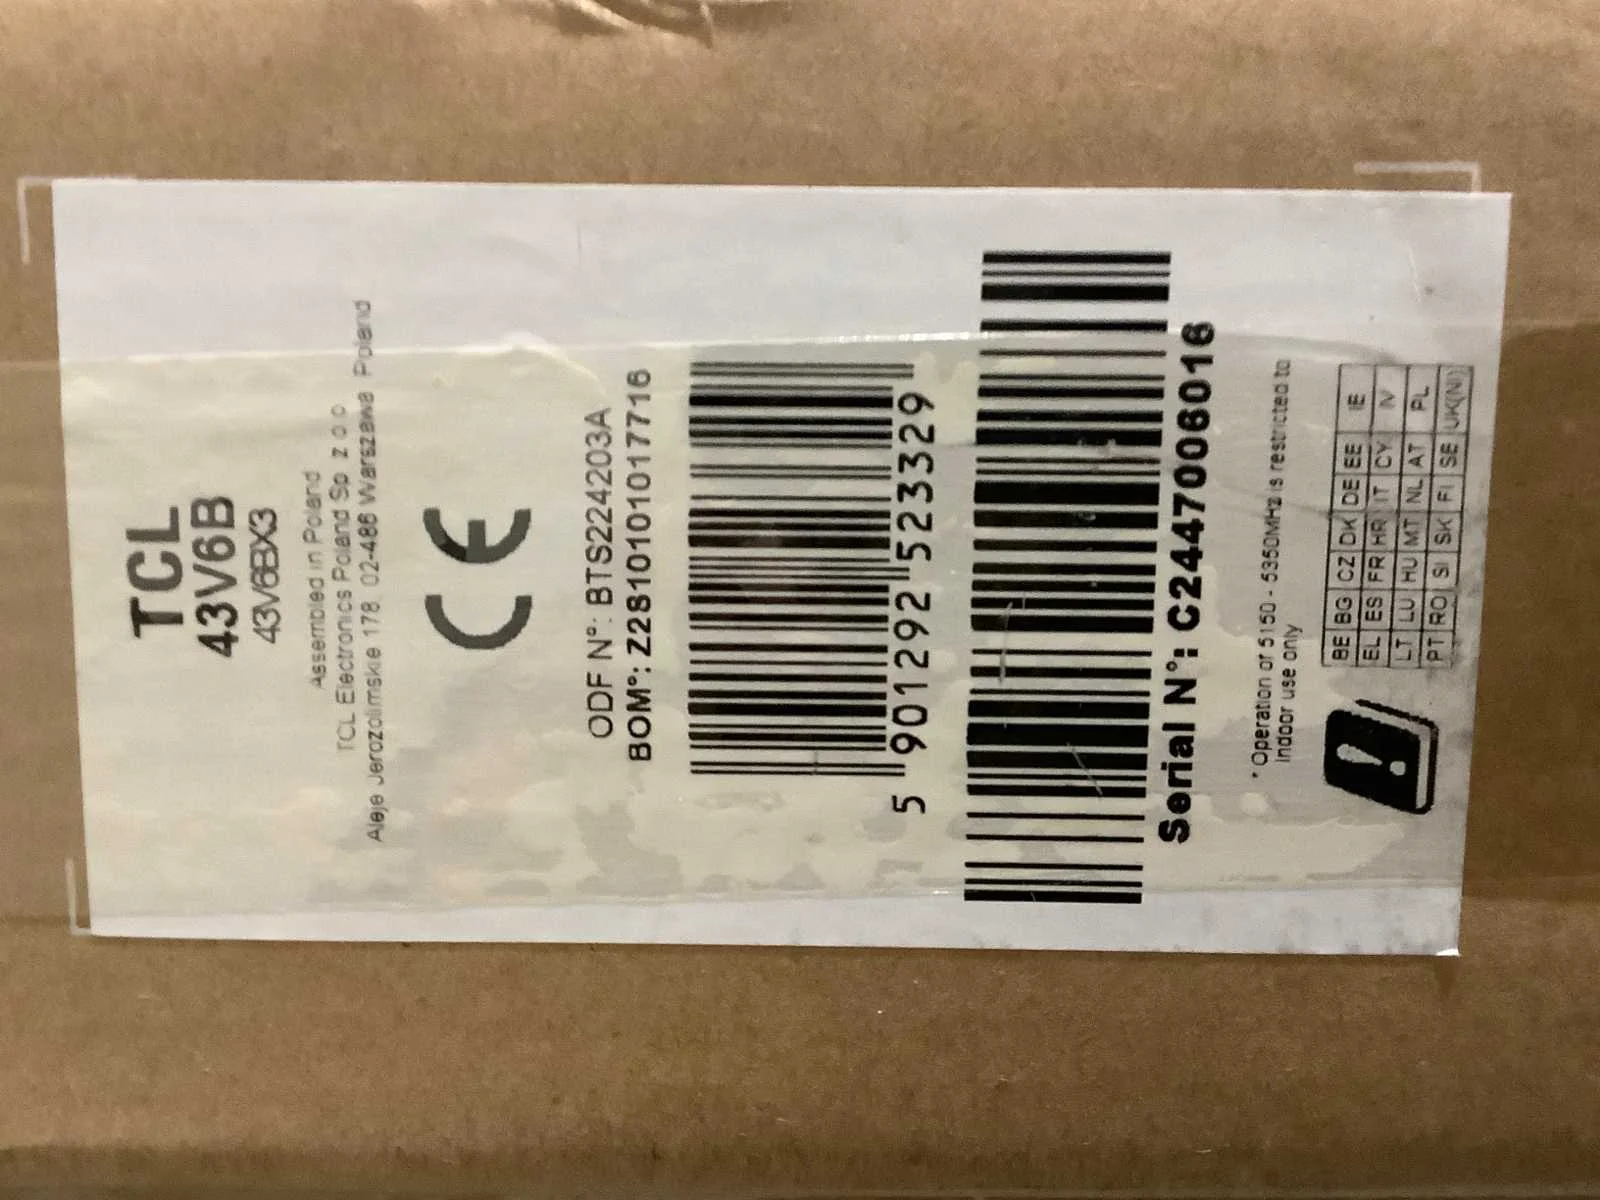 TCL
43V6B
43V6BX3
Assembled in Poland
TCL Electronics Poland Sp z o.o
Aleje Jerozolimskie 178, 02-486 Warszawa Poland
CE
ODF N°: BTS224203A
BOM°: Z2810101017716
5 901292 523329
Serial N°: C2447006016
* Operation of 5150 - 5350MHz is restricted to
indoor use only
BE BG CZ DK DE EE IE
EL ES FR HR IT CY lV
LT LU HU MT NL AT PL
PT RO SI SK FI SE UK(NI)